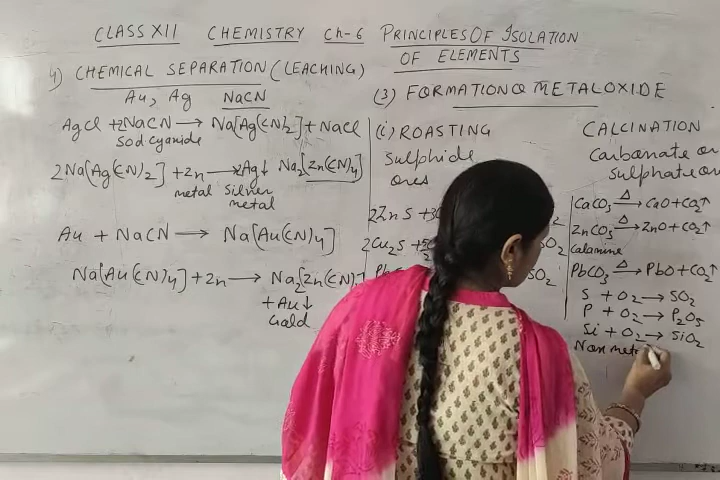 CLASS XII CHEMISTRY Ch-6 PRINCIPLES OF ISOLATION
OF ELEMENTS
4) CHEMICAL SEPARATION (LEACHING)
Au, Ag NaCN
AgCl + 2NaCN → Na[Ag(CN)2] + NaCl
Sod cyanide
2Na[Ag(CN)2] + Zn → 2Ag↓ Na2[Zn(CN)4]
metal Silver
metal
Au + NaCN → Na[Au(CN)4]
Na[Au(CN)4] + Zn → Na2[Zn(CN)4]
+ Au↓
Gold
(3) FORMATION OF METAL OXIDE
(i) ROASTING
Sulphide
ores
2ZnS +
2Cu2S +
SO2
SO2
CALCINATION
Carbonate or
Sulphate
CaCO3 →Δ CaO + CO2↑
ZnCO3 →Δ ZnO + CO2↑
Calamine
PbCO3 →Δ PbO + CO2↑
S + O2 → SO2
P + O2 → P2O5
Si + O2 → SiO2
Non met